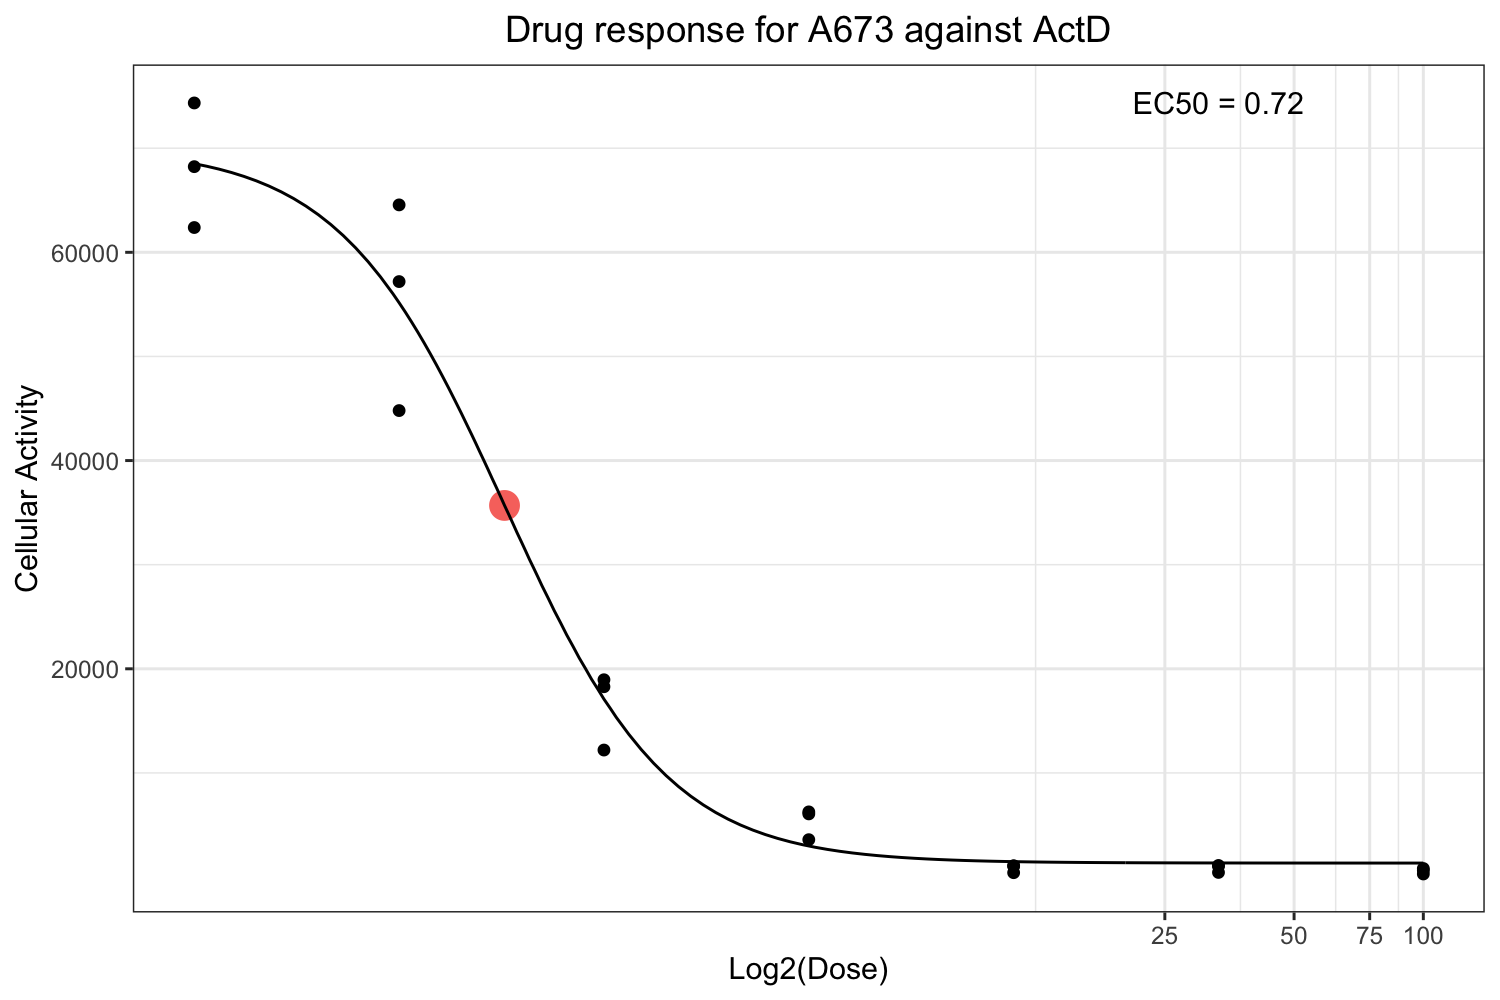 Drug response for A673 against ActD
EC50 = 0.72
Cellular Activity
60000
40000
20000
25 50 75 100
Log2(Dose)